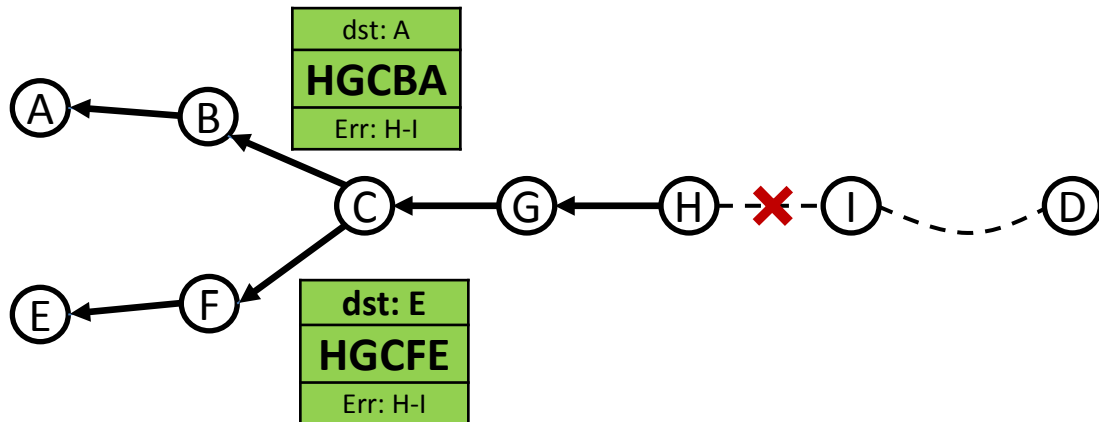 dst: A
HGCBA
Err: H-I
A
B
C
G
H
I
D
E
F
dst: E
HGCFE
Err: H-I